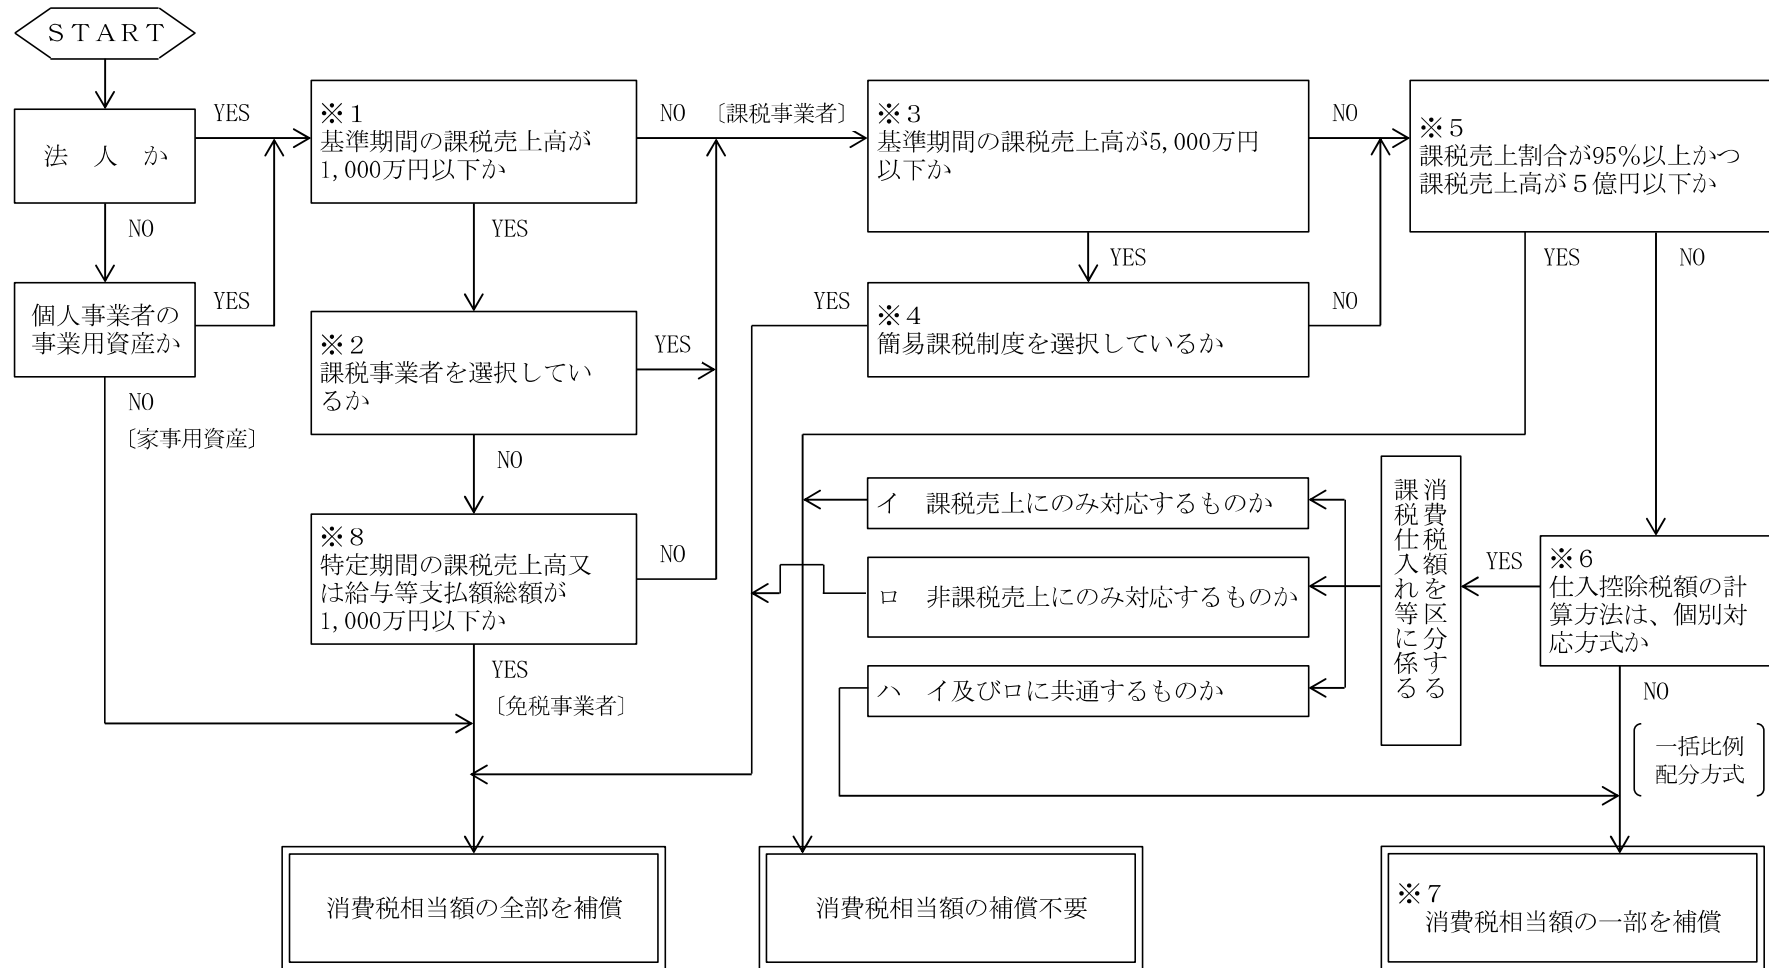 ＳＴＡＲＴ
法　人　か
YES
NO
個人事業者の
事業用資産か
YES
NO
〔家事用資産〕
※１
基準期間の課税売上高が
1,000万円以下か
NO
〔課税事業者〕
YES
※２
課税事業者を選択してい
るか
YES
NO
※８
特定期間の課税売上高又
は給与等支払額総額が
1,000万円以下か
NO
YES
〔免税事業者〕
※３
基準期間の課税売上高が5,000万円
以下か
NO
YES
※４
簡易課税制度を選択しているか
YES
NO
※５
課税売上割合が95％以上かつ
課税売上高が５億円以下か
YES
NO
※６
仕入控除税額の計
算方法は、個別対
応方式か
YES
NO
一括比例
配分方式
課税仕入れ等に係る
消費税額を区分する
イ　課税売上にのみ対応するものか
ロ　非課税売上にのみ対応するものか
ハ　イ及びロに共通するものか
消費税相当額の全部を補償
消費税相当額の補償不要
※７
消費税相当額の一部を補償